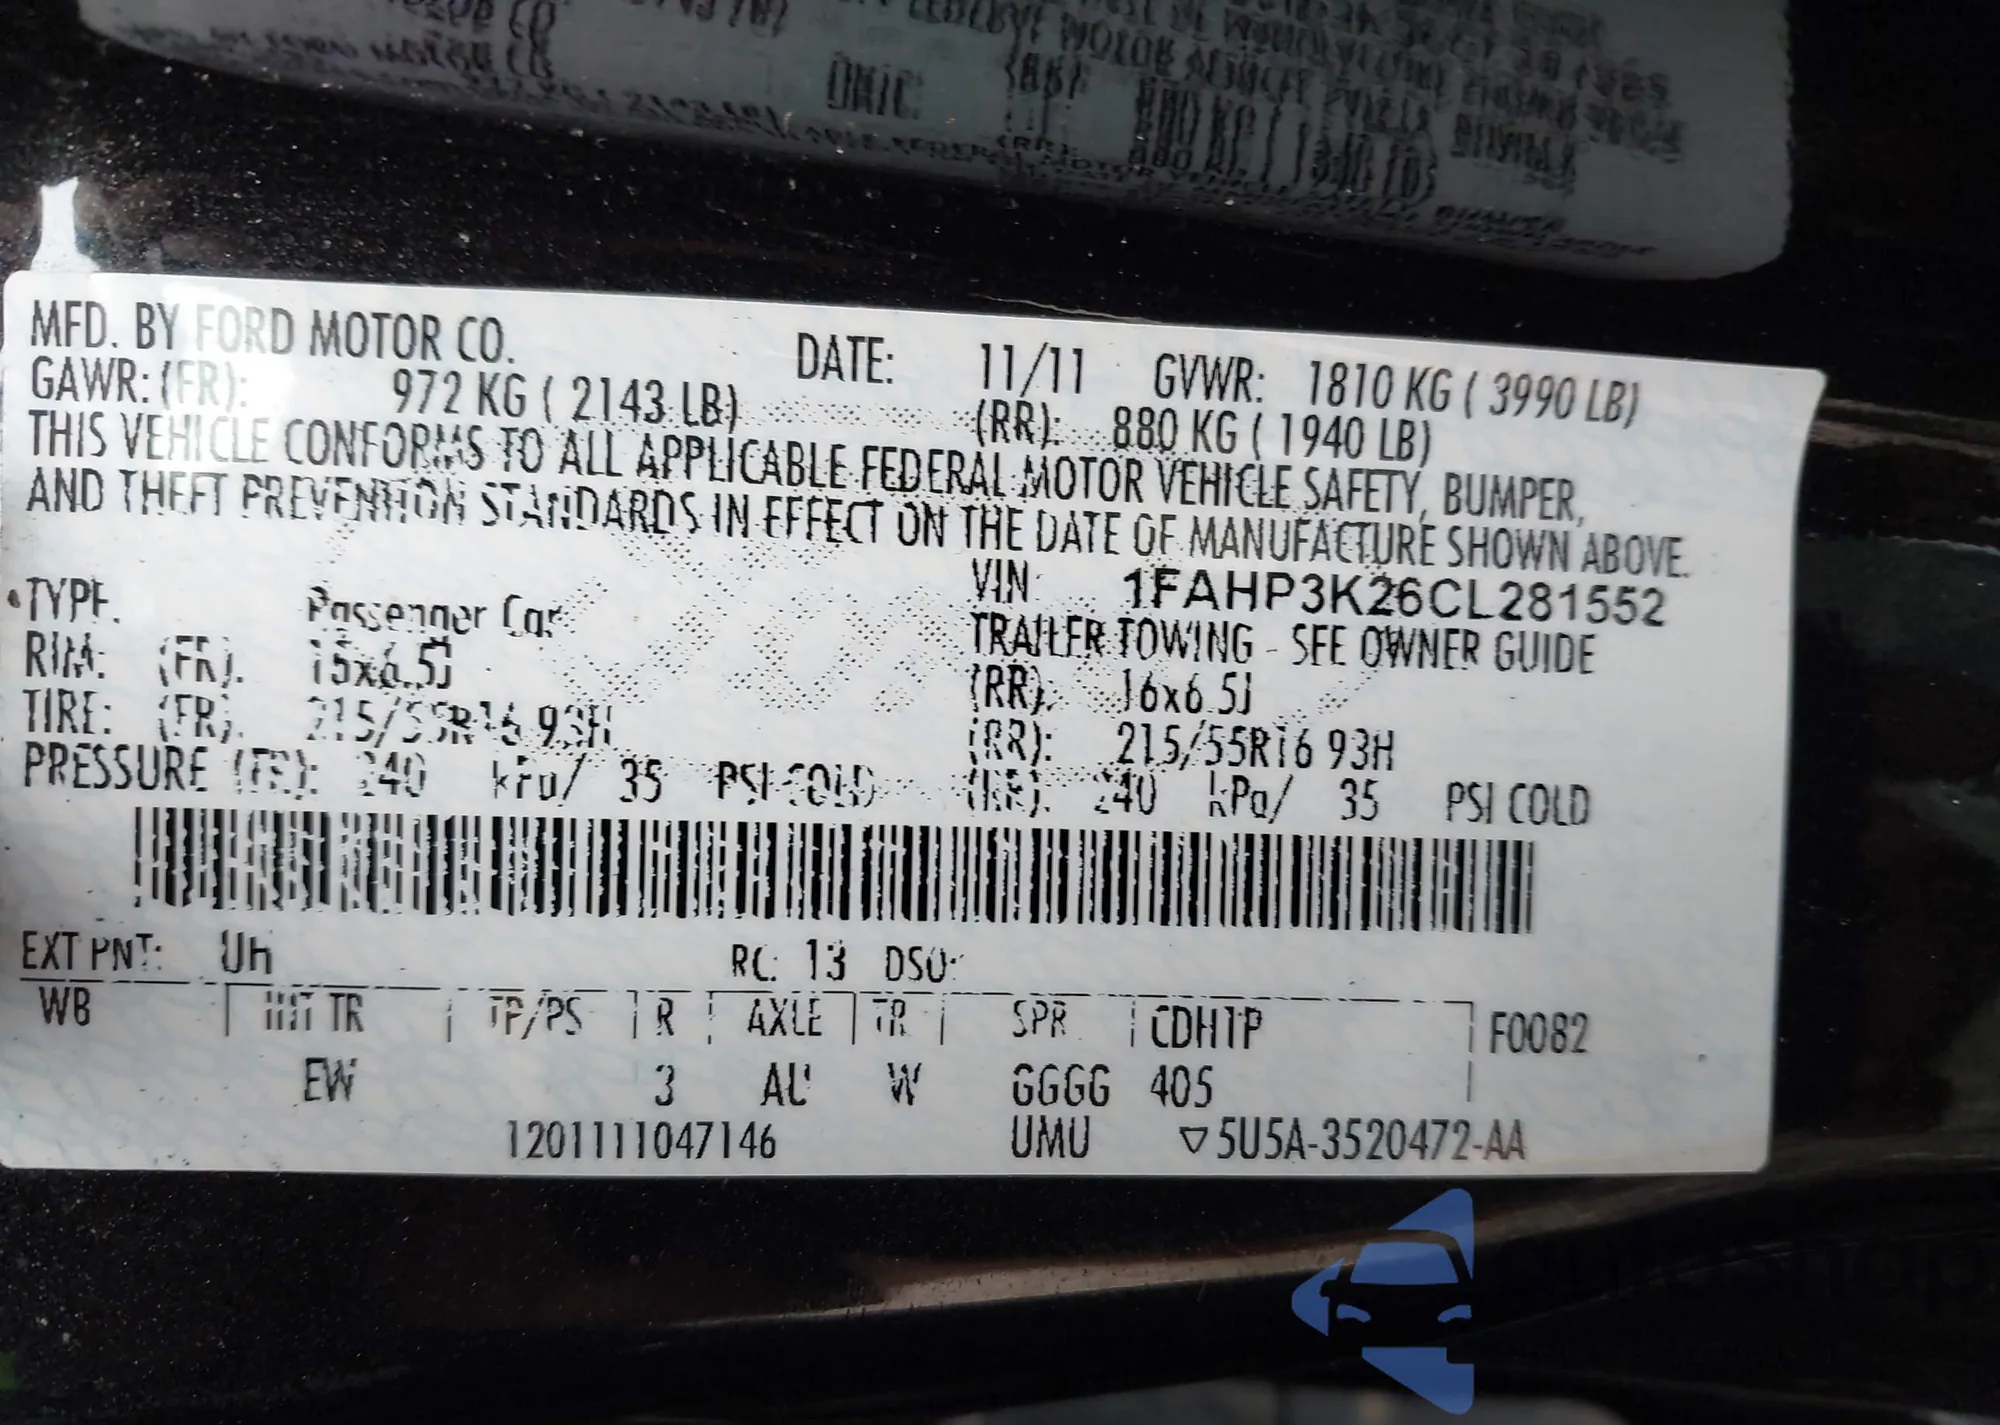 MFD. BY FORD MOTOR CO. DATE: 11/11 GVWR: 1810 KG ( 3990 LB)
GAWR: (FR): 972 KG ( 2143 LB) (RR): 880 KG ( 1940 LB)
THIS VEHICLE CONFORMS TO ALL APPLICABLE FEDERAL MOTOR VEHICLE SAFETY, BUMPER,
AND THEFT PREVENTION STANDARDS IN EFFECT ON THE DATE OF MANUFACTURE SHOWN ABOVE.
VIN: 1FAHP3K26CL281552
TYPE: Passenger Car TRAILER TOWING - SEE OWNER GUIDE
RIM: (FR): 16x6.5J (RR): 16x6.5J
TIRE: (FR): 215/55R16 93H (RR): 215/55R16 93H
PRESSURE (FR): 240 kPa/ 35 PSI COLD (RR): 240 kPa/ 35 PSI COLD
EXT PNT: UH RC: 13 DSO:
WB INT TR TP/PS R AXLE TR SPR CDH1P F0082
EW 3 W GGGG 405
1201111047146 UMU ▽5U5A-3520472-AA